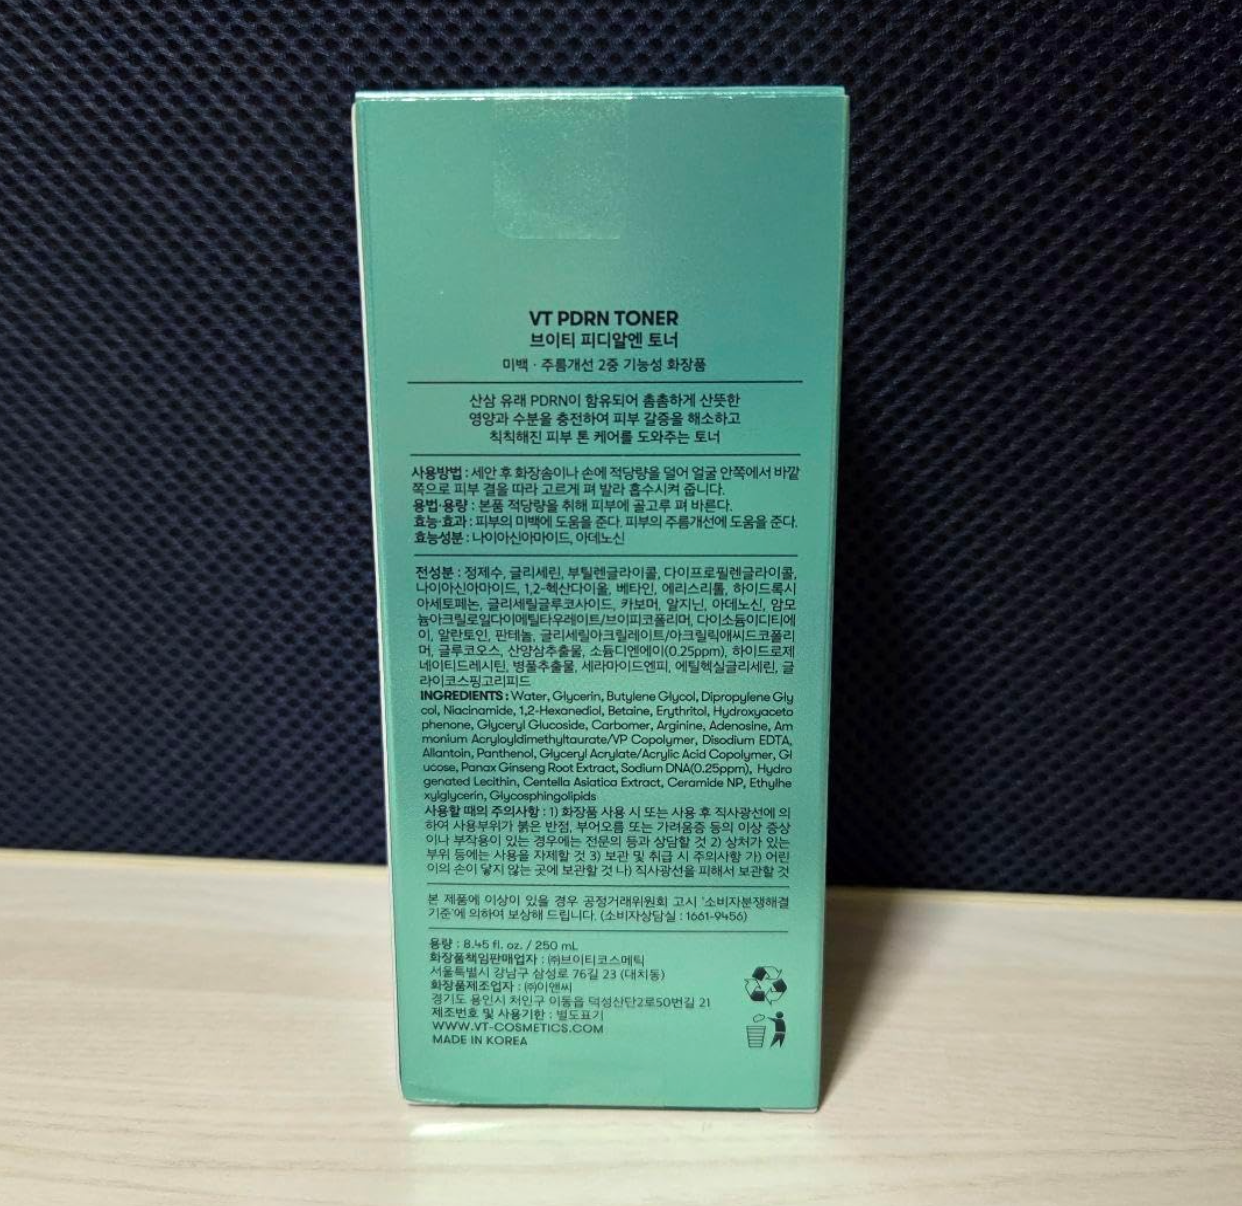 VT PDRN TONER
브이티 피디알엔 토너
미백 · 주름개선 2중 기능성 화장품
산삼 유래 PDRN이 함유되어 촘촘하게 산뜻한
영양과 수분을 충전하여 피부 갈증을 해소하고
칙칙해진 피부 톤 케어를 도와주는 토너
사용방법 : 세안 후 화장솜이나 손에 적당량을 덜어 얼굴 안쪽에서 바깥
쪽으로 피부 결을 따라 고르게 펴 발라 흡수시켜 줍니다.
용법·용량 : 본품 적당량을 취해 피부에 골고루 펴 바른다.
효능·효과 : 피부의 미백에 도움을 준다. 피부의 주름개선에 도움을 준다.
효능성분 : 나이아신아마이드, 아데노신
전성분 : 정제수, 글리세린, 부틸렌글라이콜, 다이프로필렌글라이콜,
나이아신아마이드, 1,2-헥산다이올, 베타인, 에리스리톨, 하이드록시
아세토페논, 글리세릴글루코사이드, 카보머, 알지닌, 아데노신, 암모
늄아크릴로일다이메틸타우레이트/브이피코폴리머, 다이소듐이디티에
이, 알란토인, 판테놀, 글리세릴아크릴레이트/아크릴릭애씨드코폴리
머, 글루코오스, 산양삼추출물, 소듐디엔에이(0.25ppm), 하이드로제
네이티드레시틴, 병풀추출물, 세라마이드엔피, 에틸헥실글리세린, 글
라이코스핑고리피드
INGREDIENTS : Water, Glycerin, Butylene Glycol, Dipropylene Gly
col, Niacinamide, 1,2-Hexanediol, Betaine, Erythritol, Hydroxyaceto
phenone, Glyceryl Glucoside, Carbomer, Arginine, Adenosine, Am
monium Acryloyldimethyltaurate/VP Copolymer, Disodium EDTA,
Allantoin, Panthenol, Glyceryl Acrylate/Acrylic Acid Copolymer, Gl
ucose, Panax Ginseng Root Extract, Sodium DNA(0.25ppm), Hydro
genated Lecithin, Centella Asiatica Extract, Ceramide NP, Ethylhe
xylglycerin, Glycosphingolipids
사용할 때의 주의사항 : 1) 화장품 사용 시 또는 사용 후 직사광선에 의
하여 사용부위가 붉은 반점, 부어오름 또는 가려움증 등의 이상 증상
이나 부작용이 있는 경우에는 전문의 등과 상담할 것 2) 상처가 있는
부위 등에는 사용을 자제할 것 3) 보관 및 취급 시 주의사항 가) 어린
이의 손이 닿지 않는 곳에 보관할 것 나) 직사광선을 피해서 보관할 것
본 제품에 이상이 있을 경우 공정거래위원회 고시 '소비자분쟁해결
기준'에 의하여 보상해 드립니다. (소비자상담실 : 1661-9456)
용량 : 8.45 fl. oz. / 250 mL
화장품책임판매업자 : ㈜브이티코스메틱
서울특별시 강남구 삼성로 76길 23 (대치동)
화장품제조업자 : ㈜이앤씨
경기도 용인시 처인구 이동읍 덕성산단2로50번길 21
제조번호 및 사용기한 : 별도표기
WWW.VT-COSMETICS.COM
MADE IN KOREA